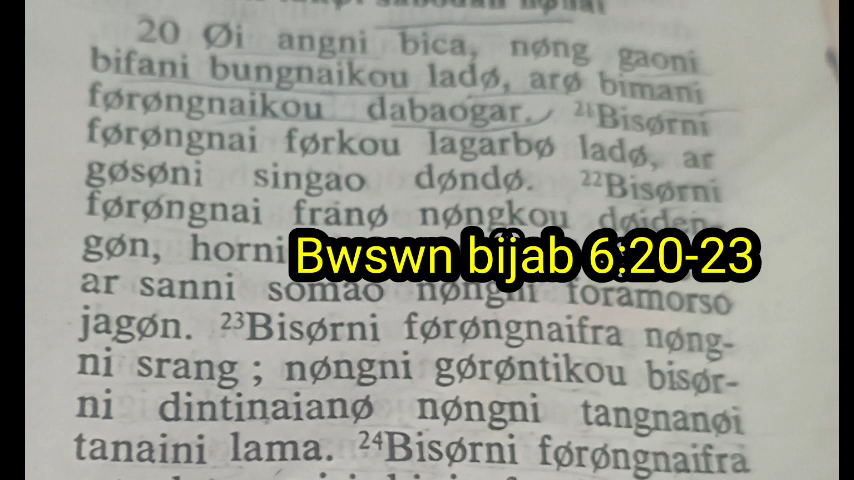 20 Øi angni bica, nøng gaoni
bifani bungnaikou ladø, arø bimani
førøngnaikou dabaogar. ²¹Bisørni
førøngnai førkou lagarbø ladø, ar
gøsøni singao døndø. ²²Bisørni
førøngnai franø nøngkou døiden-
gøn, horni
Bwswn bijab 6:20-23
ar sanni somao nøngni foramorso
jagøn. ²³Bisørni førøngnaifra nøng-
ni srang ; nøngni gørøntikou bisør-
ni dintinaianø nøngni tangnanøi
tanaini lama. ²⁴Bisørni førøngnaifra